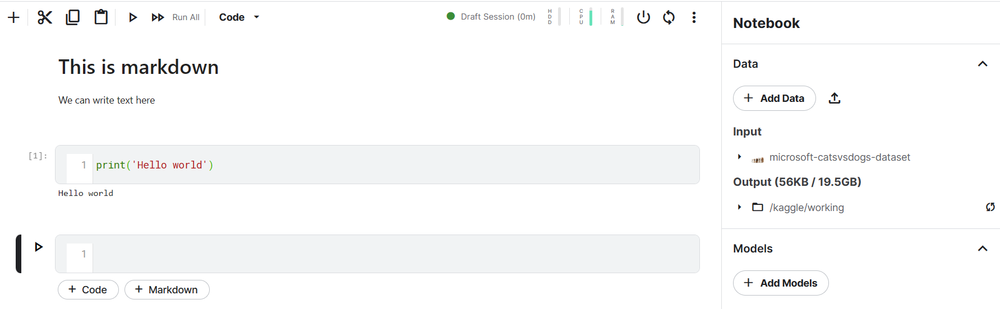 Run All
Code
Draft Session (0m)
HDD
CPU
RAM
Notebook
This is markdown
We can write text here
[1]:
1
print('Hello world')
Hello world
1
+ Code
+ Markdown
Data
+ Add Data
Input
microsoft-catsvsdogs-dataset
Output (56KB / 19.5GB)
/kaggle/working
Models
+ Add Models